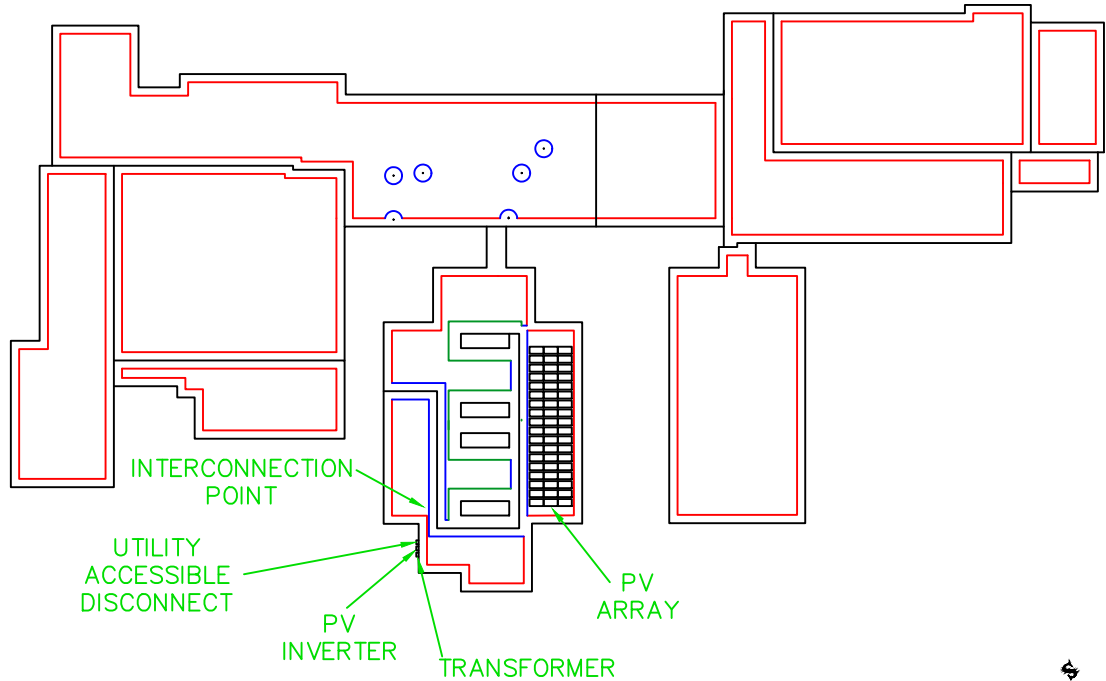 INTERCONNECTION
POINT
UTILITY
ACCESSIBLE
DISCONNECT
PV
INVERTER
TRANSFORMER
PV
ARRAY